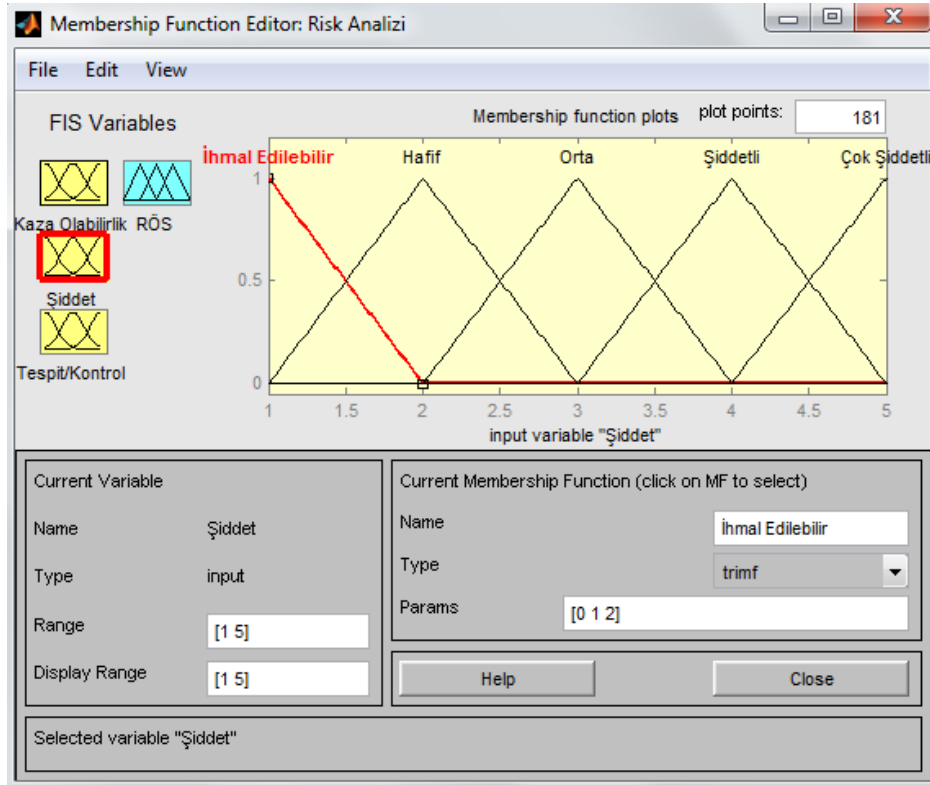 Membership Function Editor: Risk Analizi
File Edit View
FIS Variables
Membership function plots plot points: 181
İhmal Edilebilir Hafif Orta Şiddetli Çok Şiddetli
1
0.5
0
1 1.5 2 2.5 3 3.5 4 4.5 5
input variable "Şiddet"
Kaza Olabilirlik RÖS
Şiddet
Tespit/Kontrol
Current Variable
Name Şiddet
Type input
Range [1 5]
Display Range [1 5]
Current Membership Function (click on MF to select)
Name İhmal Edilebilir
Type trimf
Params [0 1 2]
Help Close
Selected variable "Şiddet"